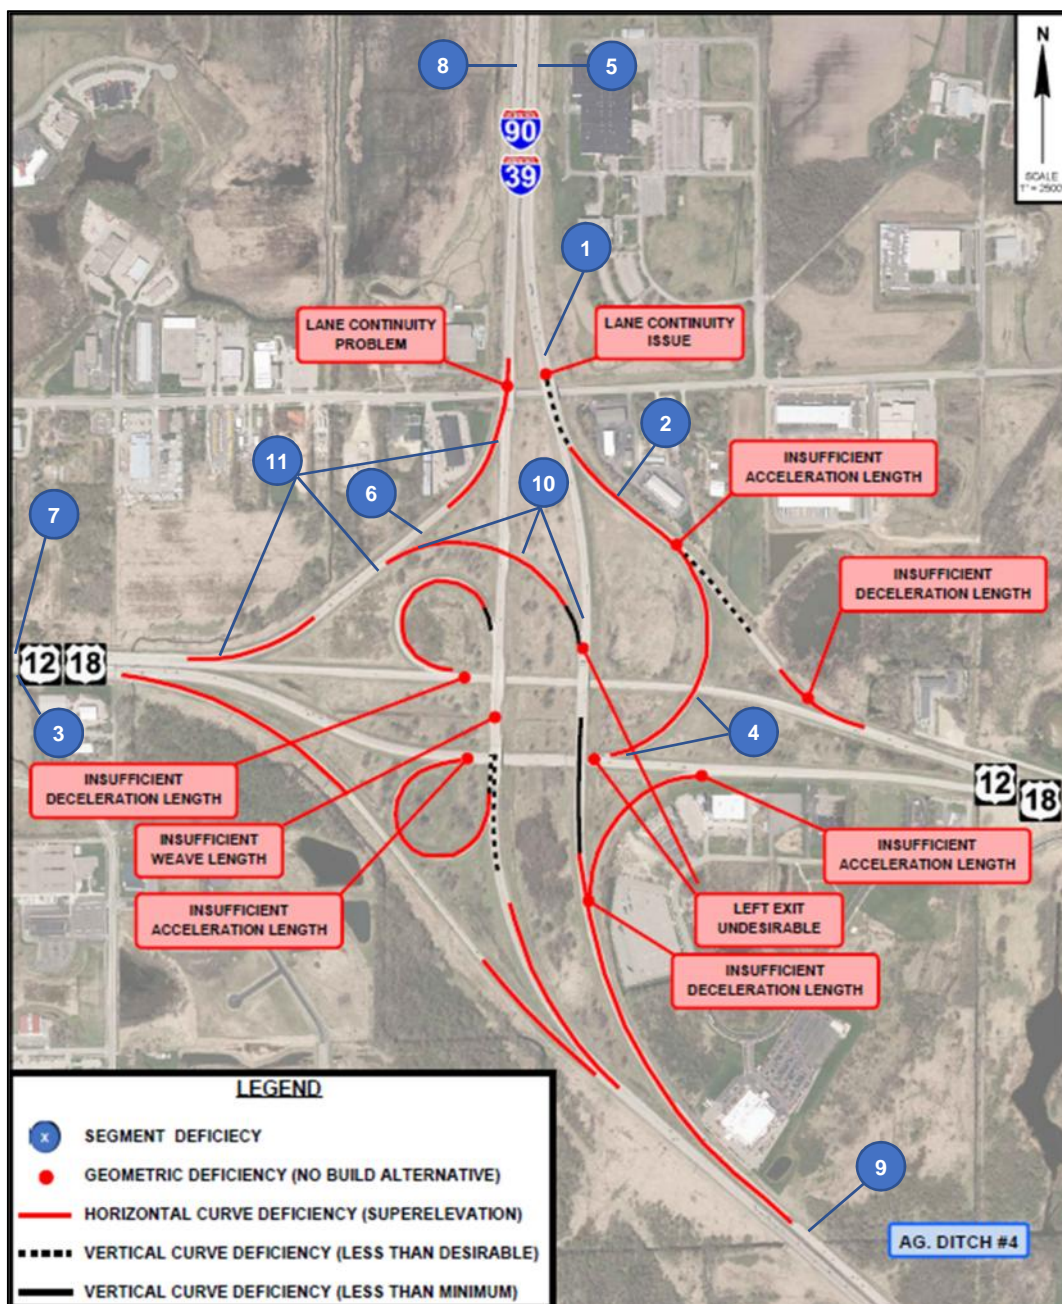 8
5
N
90
39
SCALE
1" = 2500'
1
LANE CONTINUITY
PROBLEM
LANE CONTINUITY
ISSUE
2
INSUFFICIENT
ACCELERATION LENGTH
11
6
10
7
INSUFFICIENT
DECELERATION LENGTH
12 18
3
4
INSUFFICIENT
DECELERATION LENGTH
12
18
INSUFFICIENT
WEAVE LENGTH
INSUFFICIENT
ACCELERATION LENGTH
INSUFFICIENT
ACCELERATION LENGTH
LEFT EXIT
UNDESIRABLE
INSUFFICIENT
DECELERATION LENGTH
LEGEND
x SEGMENT DEFICIECY
GEOMETRIC DEFICIENCY (NO BUILD ALTERNATIVE)
HORIZONTAL CURVE DEFICIENCY (SUPERELEVATION)
VERTICAL CURVE DEFICIENCY (LESS THAN DESIRABLE)
VERTICAL CURVE DEFICIENCY (LESS THAN MINIMUM)
9
AG. DITCH #4